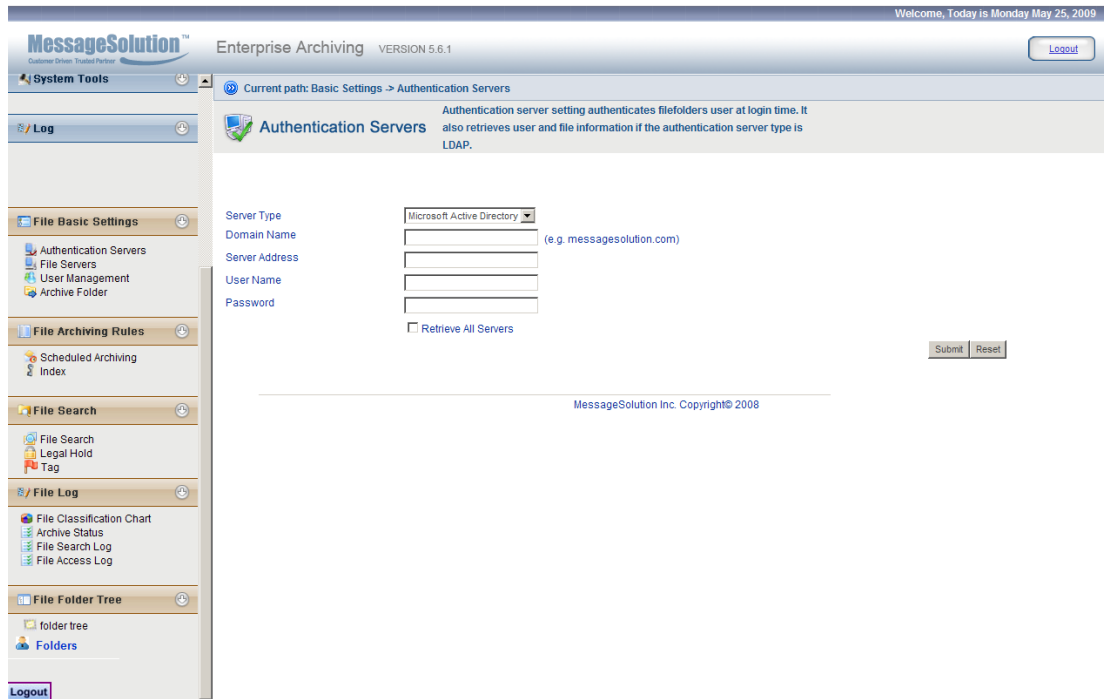 Welcome, Today is Monday May 25, 2009
MessageSolution™
Customer Driven Trusted Partner
Enterprise Archiving VERSION 5.6.1
Logout
System Tools
Log
File Basic Settings
Authentication Servers
File Servers
User Management
Archive Folder
File Archiving Rules
Scheduled Archiving
Index
File Search
File Search
Legal Hold
Tag
File Log
File Classification Chart
Archive Status
File Search Log
File Access Log
File Folder Tree
folder tree
Folders
Logout
Current path: Basic Settings -> Authentication Servers
Authentication Servers
Authentication server setting authenticates filefolders user at login time. It
also retrieves user and file information if the authentication server type is
LDAP.
Server Type
Microsoft Active Directory
Domain Name
(e.g. messagesolution.com)
Server Address
User Name
Password
Retrieve All Servers
Submit
Reset
MessageSolution Inc. Copyright© 2008